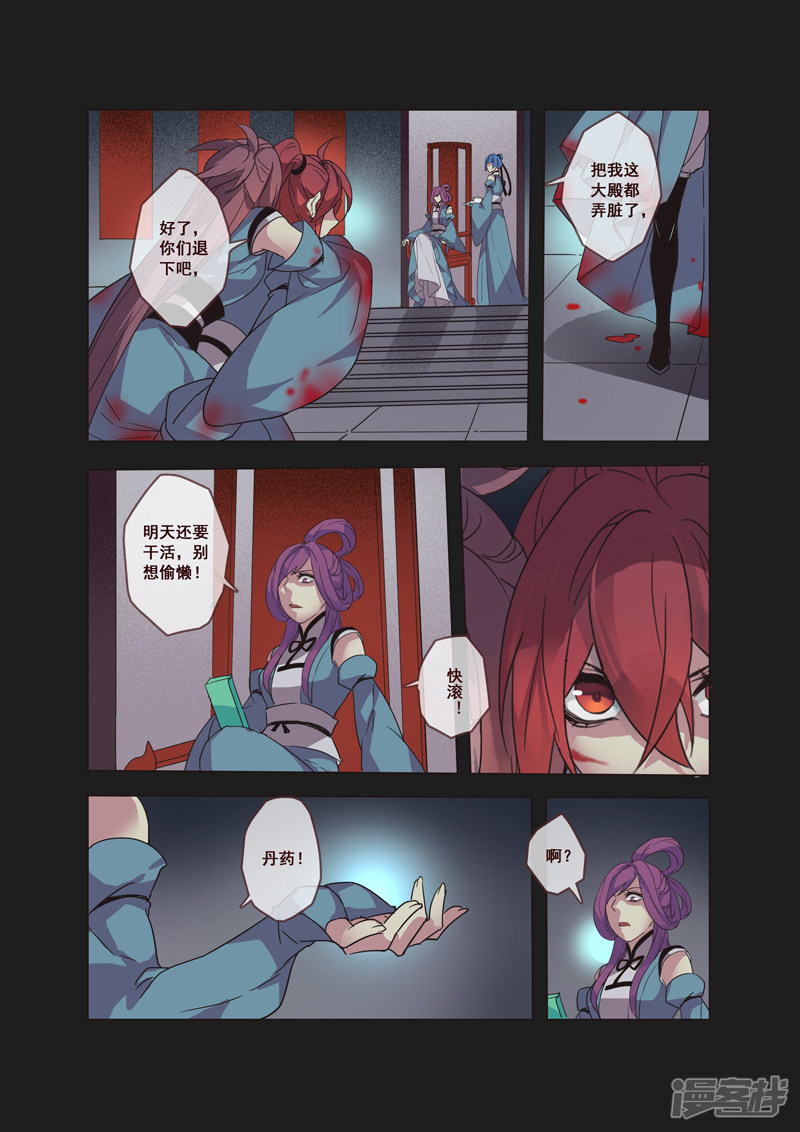 好了，
你们退
下吧，
把我这
大殿都
弄脏了，
明天还要
干活，别
想偷懒！
快
滚！
丹药！
啊？
漫客栈